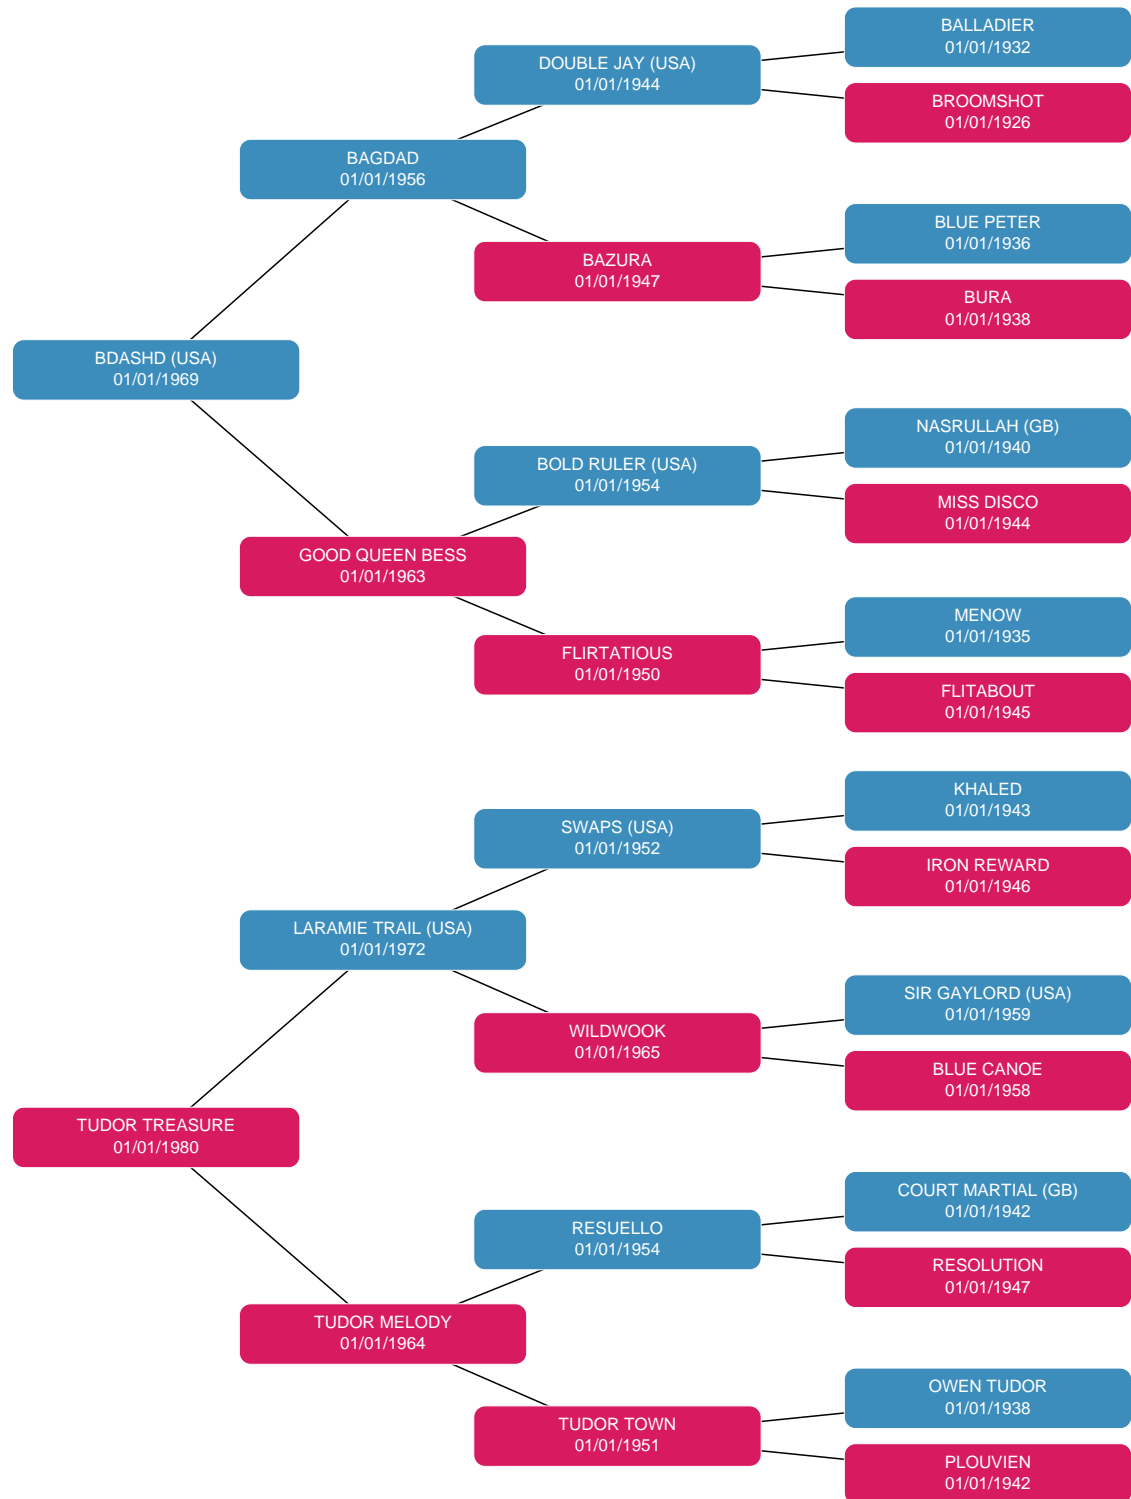 BALLADIER
01/01/1932
DOUBLE JAY (USA)
01/01/1944
BROOMSHOT
01/01/1926
BAGDAD
01/01/1956
BLUE PETER
01/01/1936
BAZURA
01/01/1947
BURA
01/01/1938
BDASHD (USA)
01/01/1969
NASRULLAH (GB)
01/01/1940
BOLD RULER (USA)
01/01/1954
MISS DISCO
01/01/1944
GOOD QUEEN BESS
01/01/1963
MENOW
01/01/1935
FLIRTATIOUS
01/01/1950
FLITABOUT
01/01/1945
KHALED
01/01/1943
SWAPS (USA)
01/01/1952
IRON REWARD
01/01/1946
LARAMIE TRAIL (USA)
01/01/1972
SIR GAYLORD (USA)
01/01/1959
WILDWOOK
01/01/1965
BLUE CANOE
01/01/1958
TUDOR TREASURE
01/01/1980
COURT MARTIAL (GB)
01/01/1942
RESUELLO
01/01/1954
RESOLUTION
01/01/1947
TUDOR MELODY
01/01/1964
OWEN TUDOR
01/01/1938
TUDOR TOWN
01/01/1951
PLOUVIEN
01/01/1942